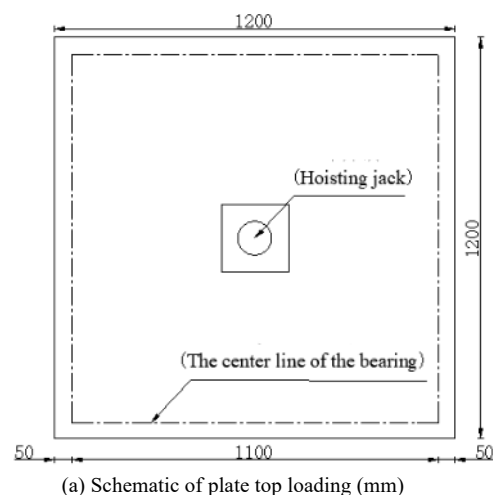 1200
(Hoisting jack)
1200
(The center line of the bearing)
50
1100
50
(a) Schematic of plate top loading (mm)